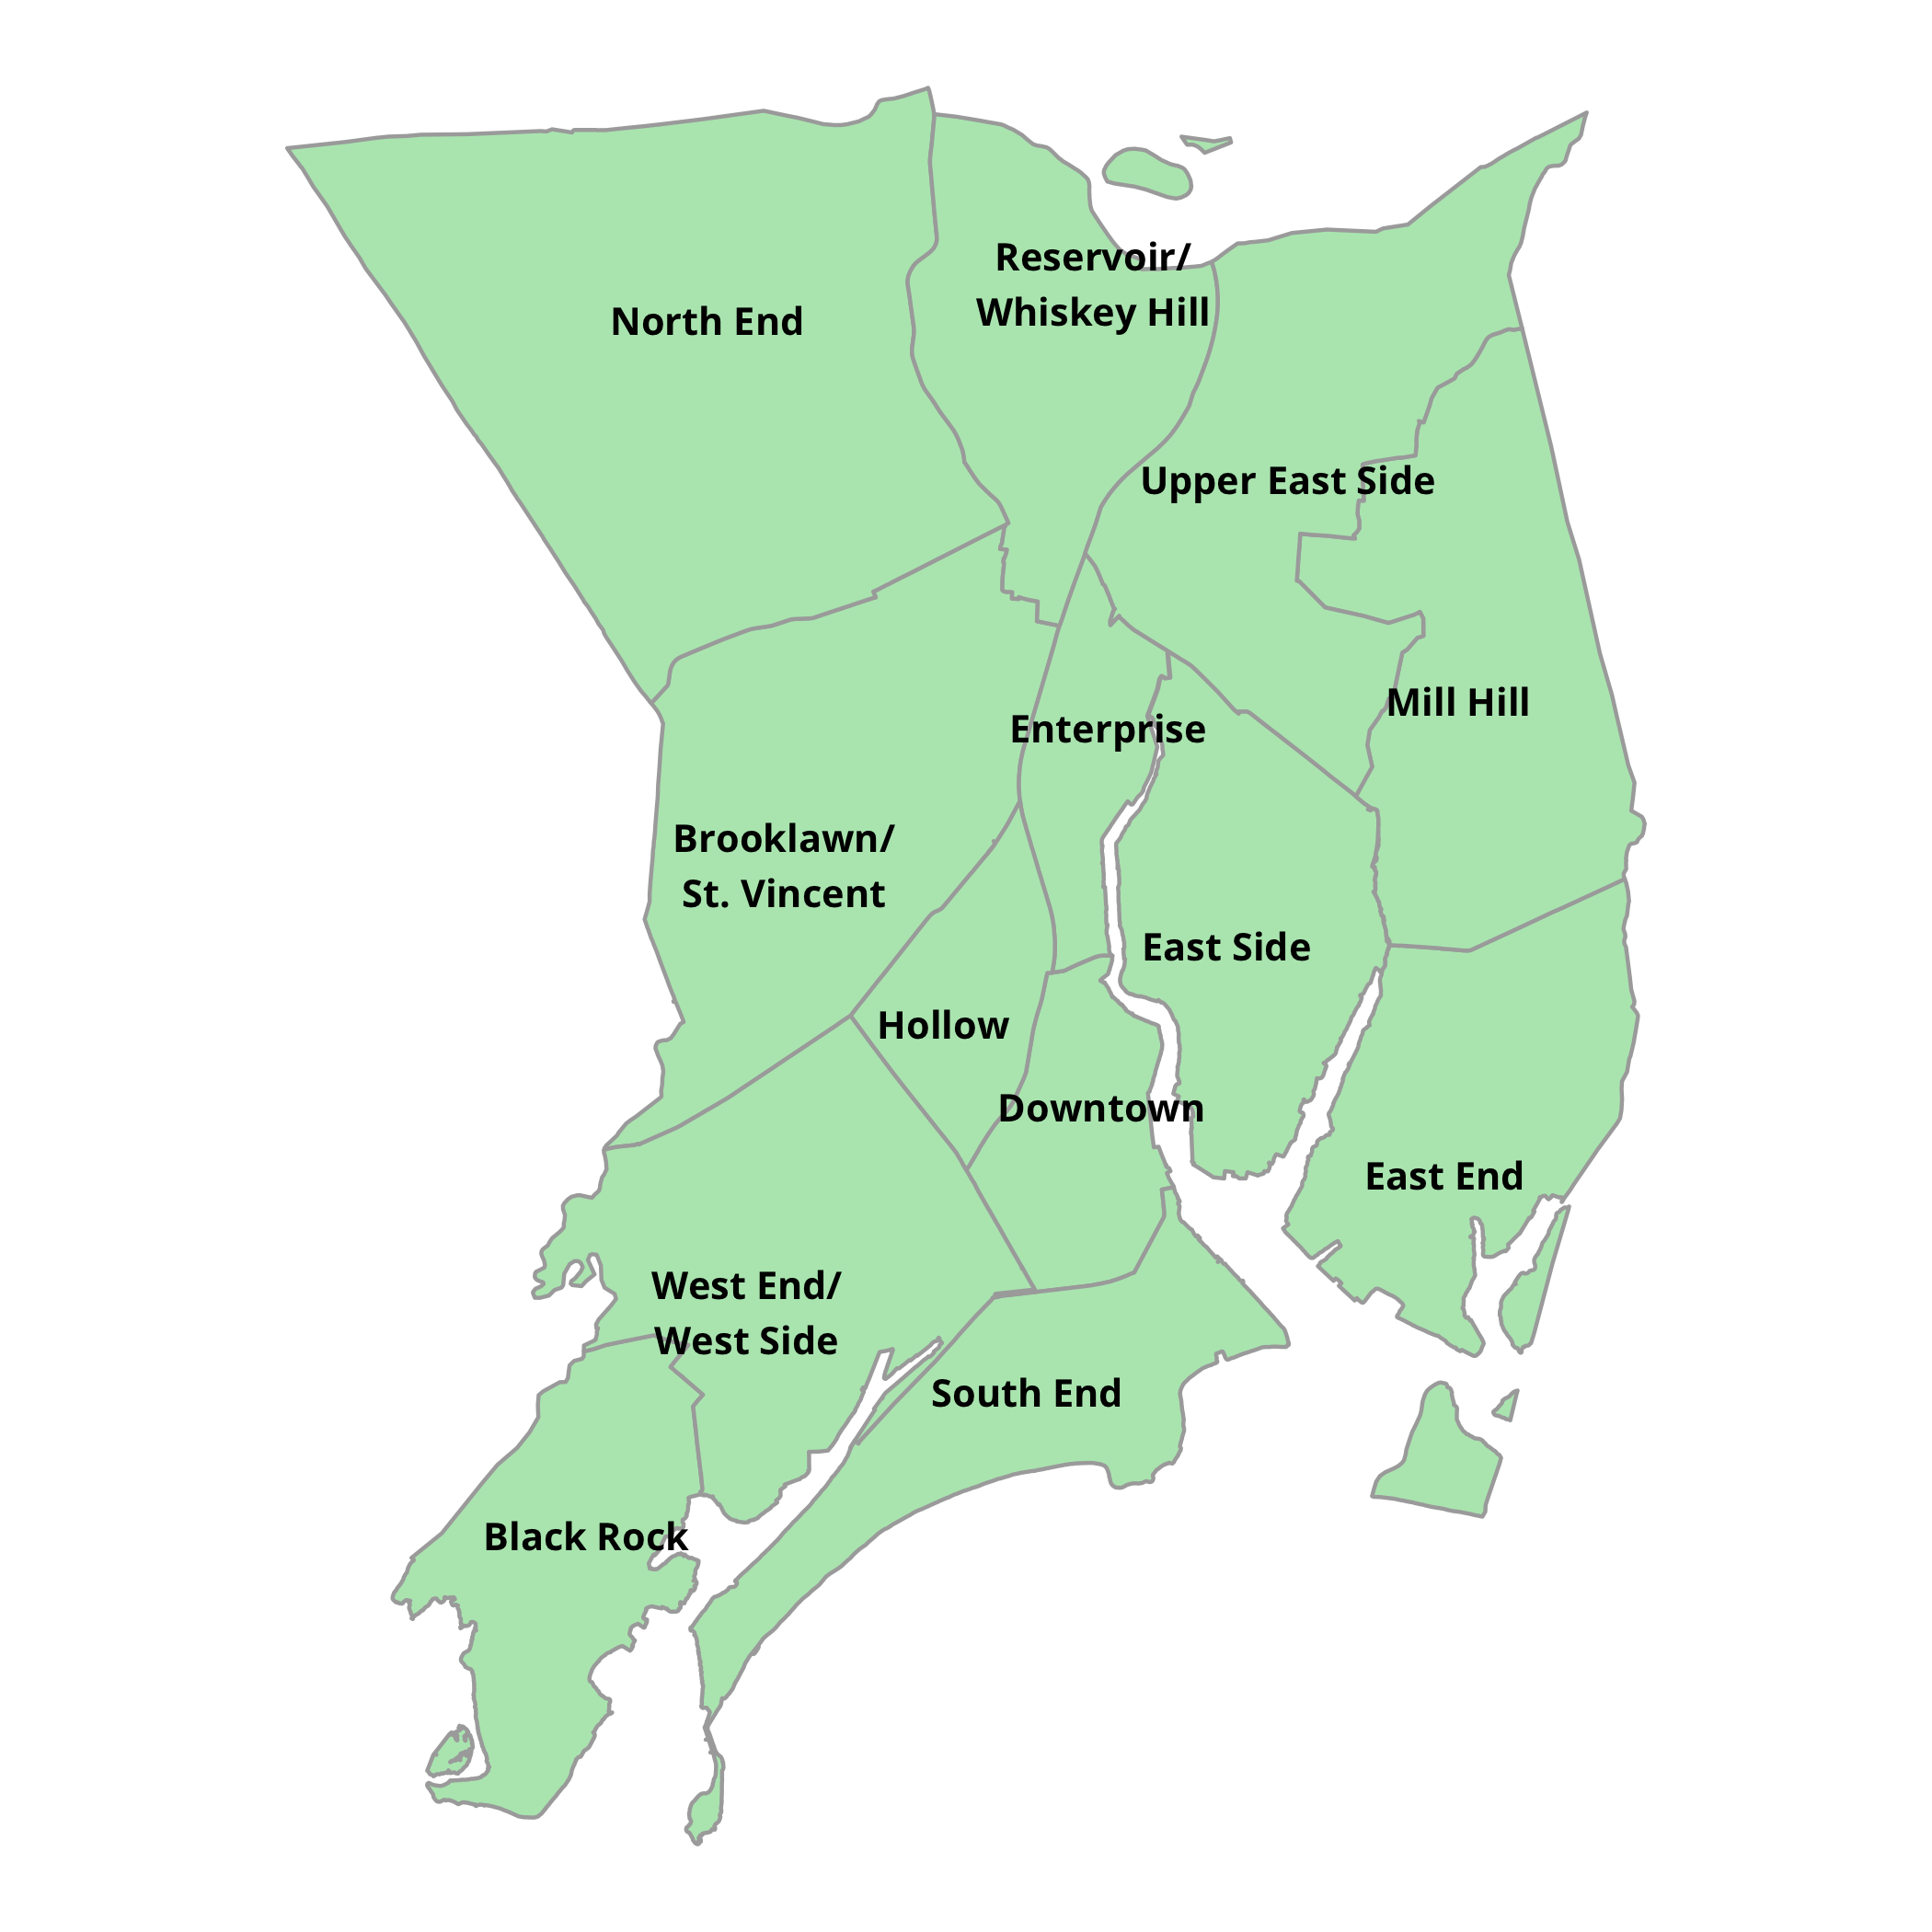 Reservoir/
Whiskey Hill
North End
Upper East Side
Mill Hill
Enterprise
Brooklawn/
St. Vincent
East Side
Hollow
Downtown
East End
West End/
West Side
South End
Black Rock